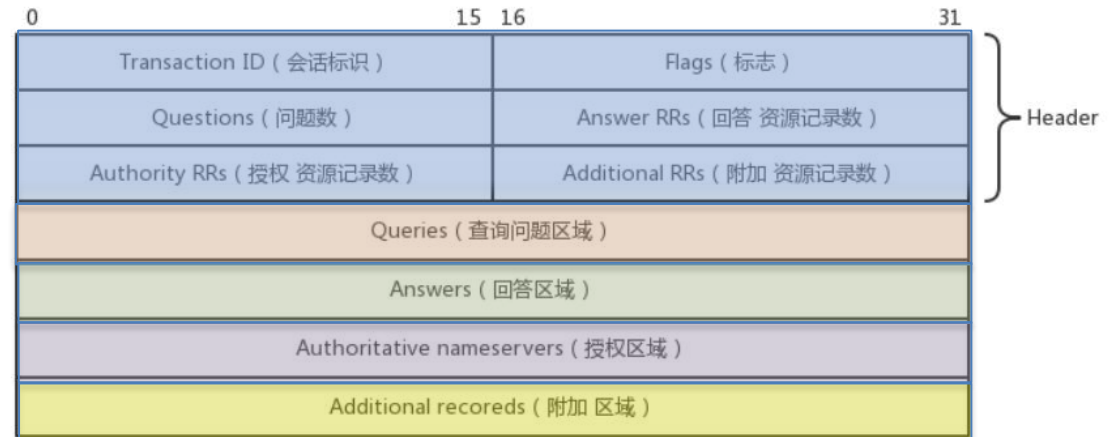 0 15 16 31
Transaction ID（会话标识） Flags（标志）
Questions（问题数） Answer RRs（回答 资源记录数） Header
Authority RRs（授权 资源记录数） Additional RRs（附加 资源记录数）
Queries（查询问题区域）
Answers（回答区域）
Authoritative nameservers（授权区域）
Additional recoreds（附加 区域）